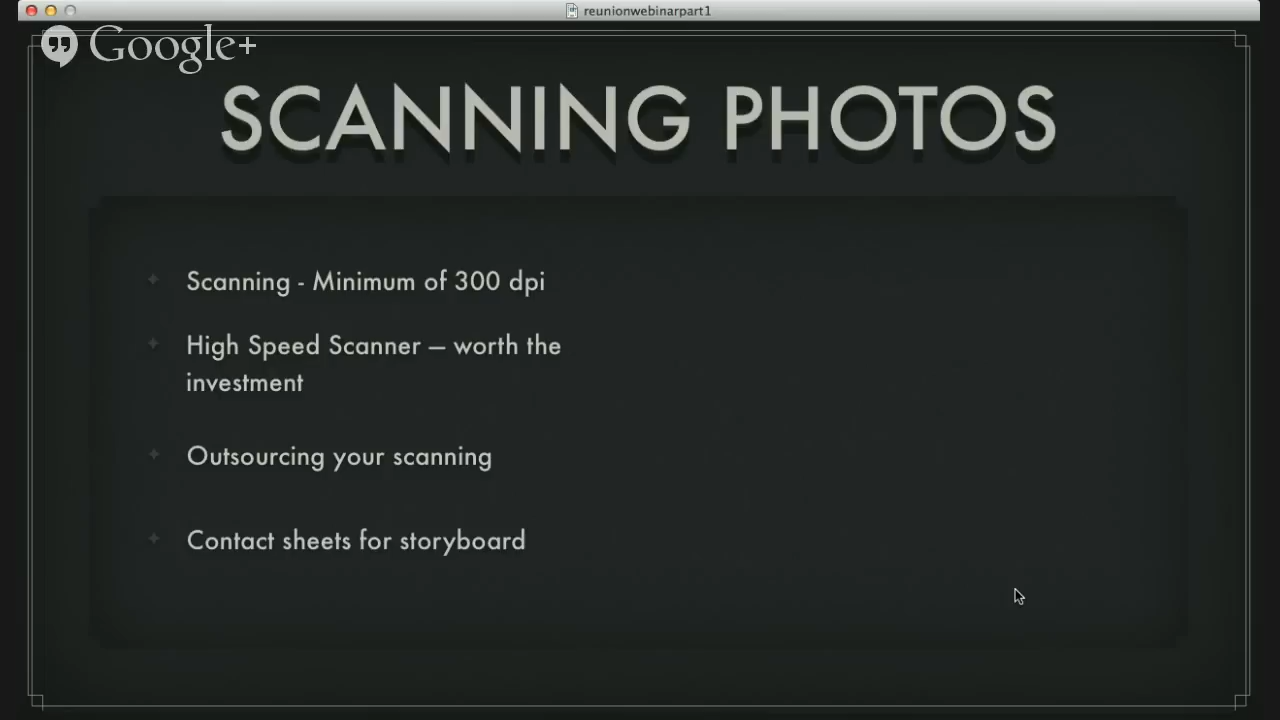 reunionwebinarpart1
Google+
SCANNING PHOTOS
Scanning - Minimum of 300 dpi
High Speed Scanner — worth the
investment
Outsourcing your scanning
Contact sheets for storyboard